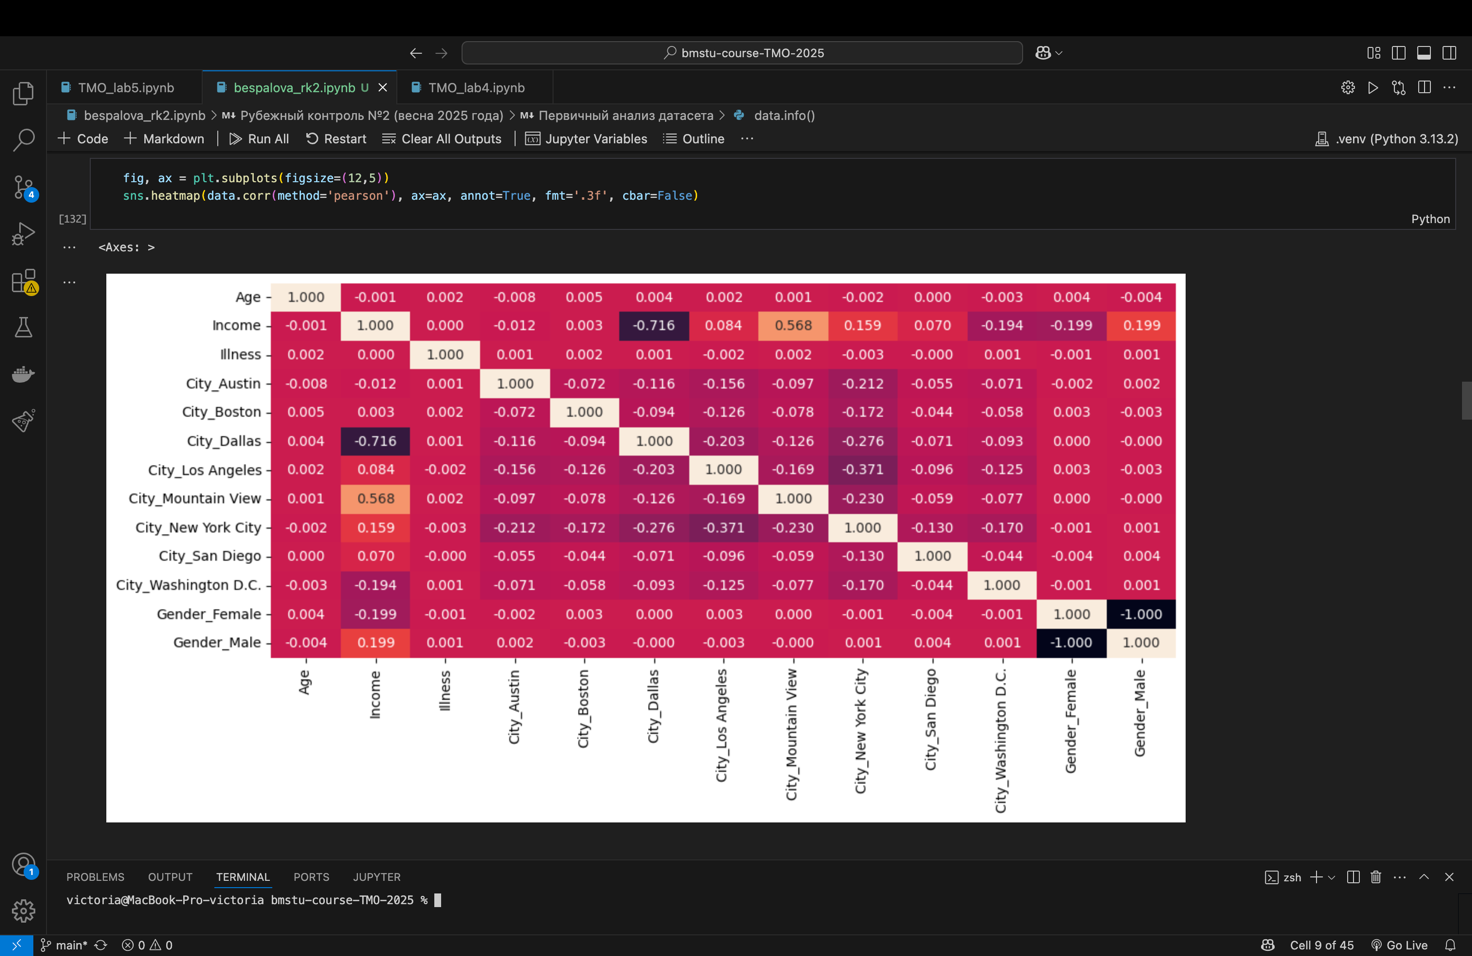 bmstu-course-TMO-2025
TMO_lab5.ipynb
bespalova_rk2.ipynb U
TMO_lab4.ipynb
bespalova_rk2.ipynb > M↓ Рубежный контроль №2 (весна 2025 года) > M↓ Первичный анализ датасета > data.info()
+ Code + Markdown | Run All Restart Clear All Outputs | Jupyter Variables Outline ...
.venv (Python 3.13.2)
fig, ax = plt.subplots(figsize=(12,5))
sns.heatmap(data.corr(method='pearson'), ax=ax, annot=True, fmt='.3f', cbar=False)
[132]
Python
... <Axes: >
...
Age 1.000 -0.001 0.002 -0.008 0.005 0.004 0.002 0.001 -0.002 0.000 -0.003 0.004 -0.004
Income -0.001 1.000 0.000 -0.012 0.003 -0.716 0.084 0.568 0.159 0.070 -0.194 -0.199 0.199
Illness 0.002 0.000 1.000 0.001 0.002 0.001 -0.002 0.002 -0.003 -0.000 0.001 -0.001 0.001
City_Austin -0.008 -0.012 0.001 1.000 -0.072 -0.116 -0.156 -0.097 -0.212 -0.055 -0.071 -0.002 0.002
City_Boston 0.005 0.003 0.002 -0.072 1.000 -0.094 -0.126 -0.078 -0.172 -0.044 -0.058 0.003 -0.003
City_Dallas 0.004 -0.716 0.001 -0.116 -0.094 1.000 -0.203 -0.126 -0.276 -0.071 -0.093 0.000 -0.000
City_Los Angeles 0.002 0.084 -0.002 -0.156 -0.126 -0.203 1.000 -0.169 -0.371 -0.096 -0.125 0.003 -0.003
City_Mountain View 0.001 0.568 0.002 -0.097 -0.078 -0.126 -0.169 1.000 -0.230 -0.059 -0.077 0.000 -0.000
City_New York City -0.002 0.159 -0.003 -0.212 -0.172 -0.276 -0.371 -0.230 1.000 -0.130 -0.170 -0.001 0.001
City_San Diego 0.000 0.070 -0.000 -0.055 -0.044 -0.071 -0.096 -0.059 -0.130 1.000 -0.044 -0.004 0.004
City_Washington D.C. -0.003 -0.194 0.001 -0.071 -0.058 -0.093 -0.125 -0.077 -0.170 -0.044 1.000 -0.001 0.001
Gender_Female 0.004 -0.199 -0.001 -0.002 0.003 0.000 0.003 0.000 -0.001 -0.004 -0.001 1.000 -1.000
Gender_Male -0.004 0.199 0.001 0.002 -0.003 -0.000 -0.003 -0.000 0.001 0.004 0.001 -1.000 1.000
Age Income Illness City_Austin City_Boston City_Dallas City_Los Angeles City_Mountain View City_New York City City_San Diego City_Washington D.C. Gender_Female Gender_Male
4
1
PROBLEMS OUTPUT TERMINAL PORTS JUPYTER
zsh
victoria@MacBook-Pro-victoria bmstu-course-TMO-2025 %
main* 0 0
Cell 9 of 45 Go Live